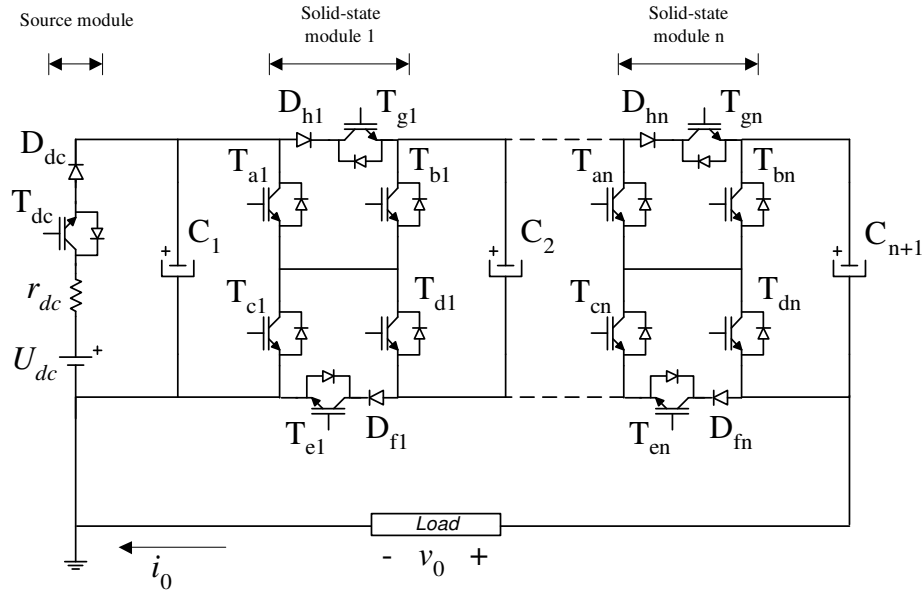 Source module
Solid-state
module 1
Solid-state
module n
D_h1
T_g1
D_hn
T_gn
D_dc
T_a1
T_b1
T_an
T_bn
T_dc
+
C_1
+
C_2
+
C_n+1
r_dc
T_c1
T_d1
T_cn
T_dn
U_dc
+
T_e1
D_f1
T_en
D_fn
Load
- v_0 +
i_0